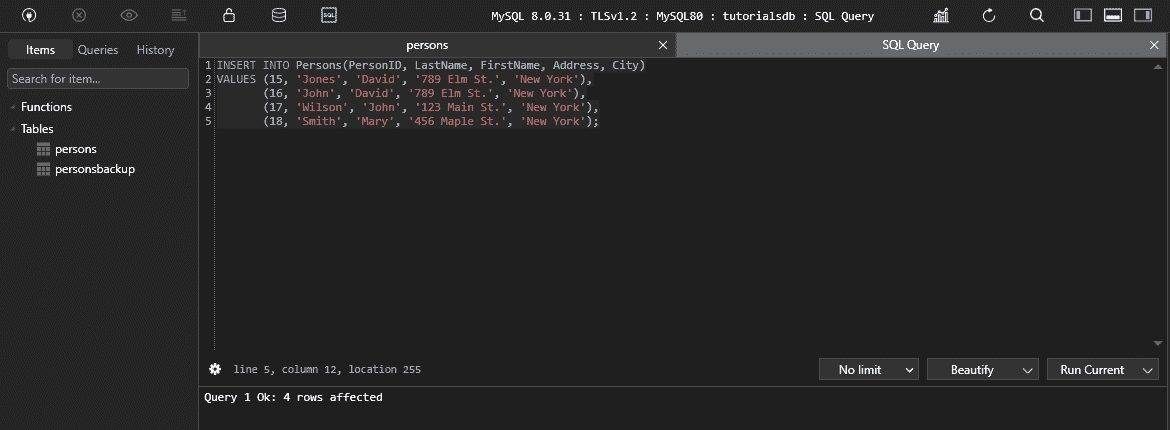 SQL
MySQL 8.0.31 : TLSv1.2 : MySQL80 : tutorialsdb : SQL Query
Items Queries History
persons
SQL Query
Search for item...
Functions
Tables
persons
personsbackup
1 INSERT INTO Persons(PersonID, LastName, FirstName, Address, City)
2 VALUES (15, 'Jones', 'David', '789 Elm St.', 'New York'),
3 (16, 'John', 'David', '789 Elm St.', 'New York'),
4 (17, 'Wilson', 'John', '123 Main St.', 'New York'),
5 (18, 'Smith', 'Mary', '456 Maple St.', 'New York');
line 5, column 12, location 255
No limit
Beautify
Run Current
Query 1 Ok: 4 rows affected